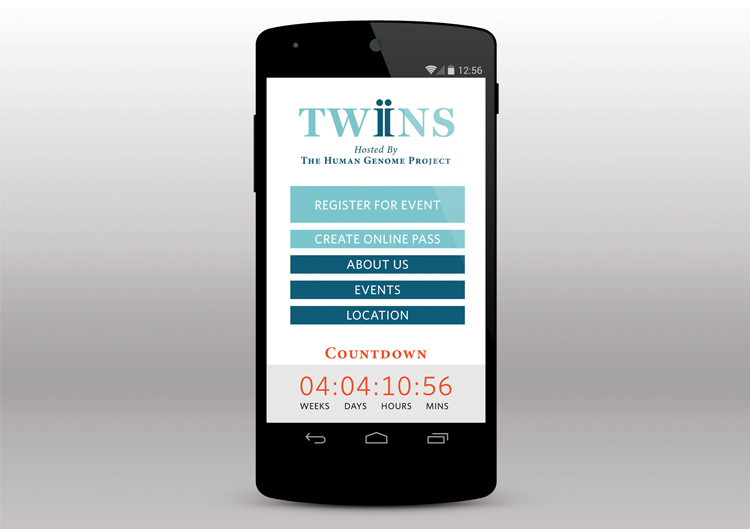 12:56
TWiiNS
Hosted By
THE HUMAN GENOME PROJECT
REGISTER FOR EVENT
CREATE ONLINE PASS
ABOUT US
EVENTS
LOCATION
COUNTDOWN
04:04:10:56
WEEKS DAYS HOURS MINS